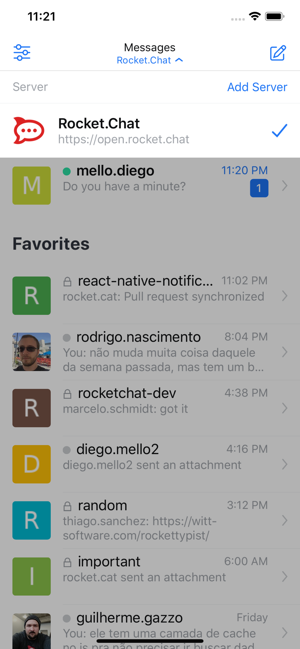 11:21
Messages
Rocket.Chat
Server
Add Server
Rocket.Chat
https://open.rocket.chat
M
mello.diego
11:20 PM
Do you have a minute?
1
Favorites
R
react-native-notific...
11:02 PM
rocket.cat: Pull request synchronized
rodrigo.nascimento
8:04 PM
You: não muda muita coisa daquele
da semana passada, mas tem um b...
R
rocketchat-dev
4:38 PM
marcelo.schmidt: got it
D
diego.mello2
4:16 PM
diego.mello2 sent an attachment
R
random
3:12 PM
thiago.sanchez: https://witt-
software.com/rockettypist/
I
important
6:00 AM
rocket.cat sent an attachment
guilherme.gazzo
Friday
You: ele tem uma camada de cache
no js pra não precisar ir buscar dad